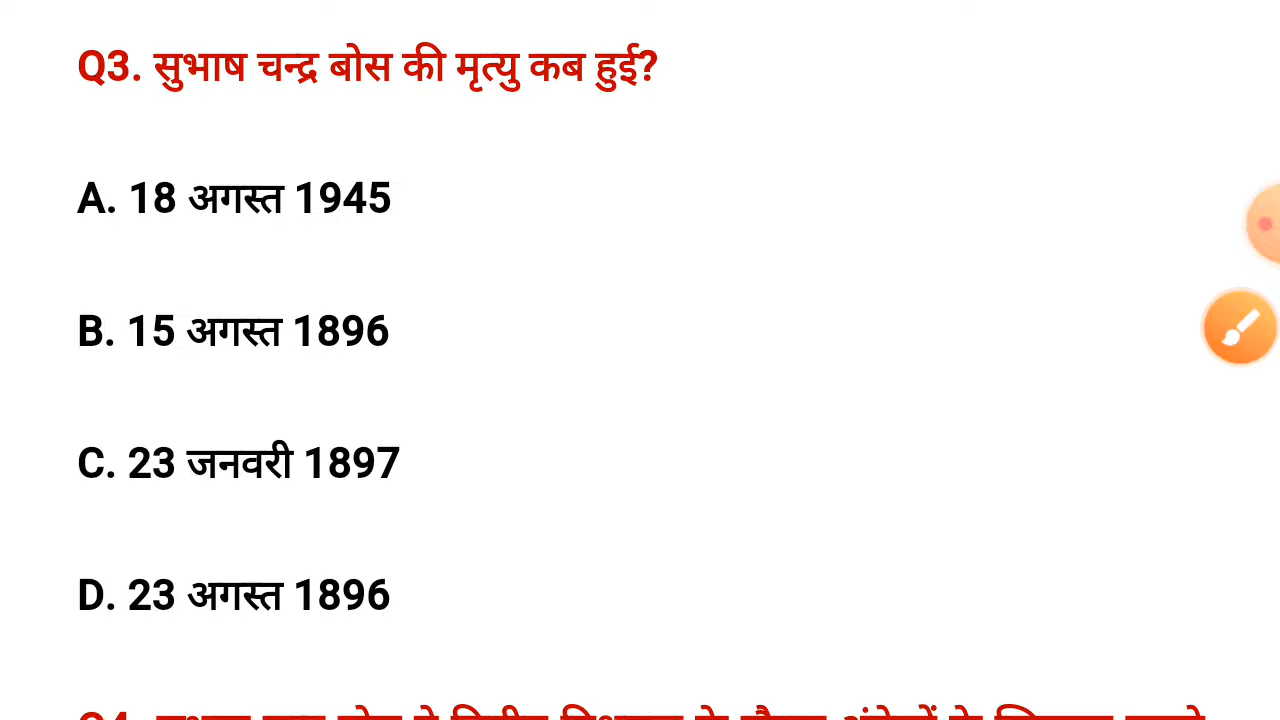 Q3. सुभाष चन्द्र बोस की मृत्यु कब हुई?
A. 18 अगस्त 1945
B. 15 अगस्त 1896
C. 23 जनवरी 1897
D. 23 अगस्त 1896